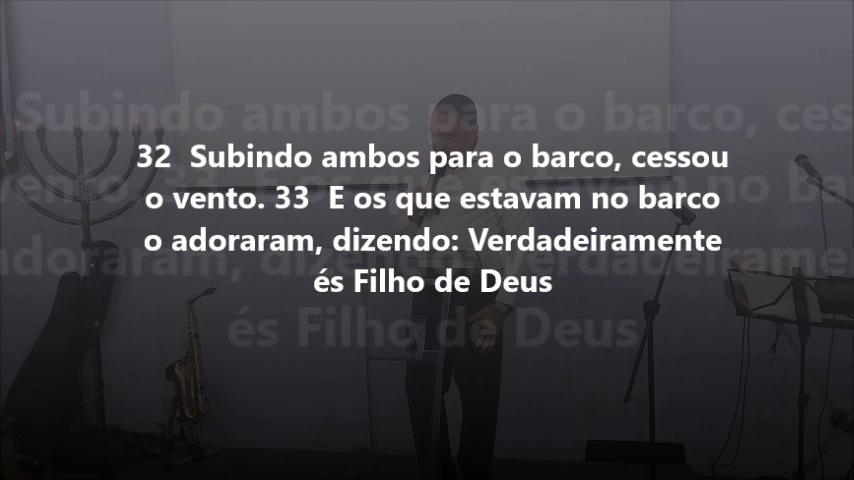 32 Subindo ambos para o barco, cessou
o vento. 33 E os que estavam no barco
o adoraram, dizendo: Verdadeiramente
és Filho de Deus